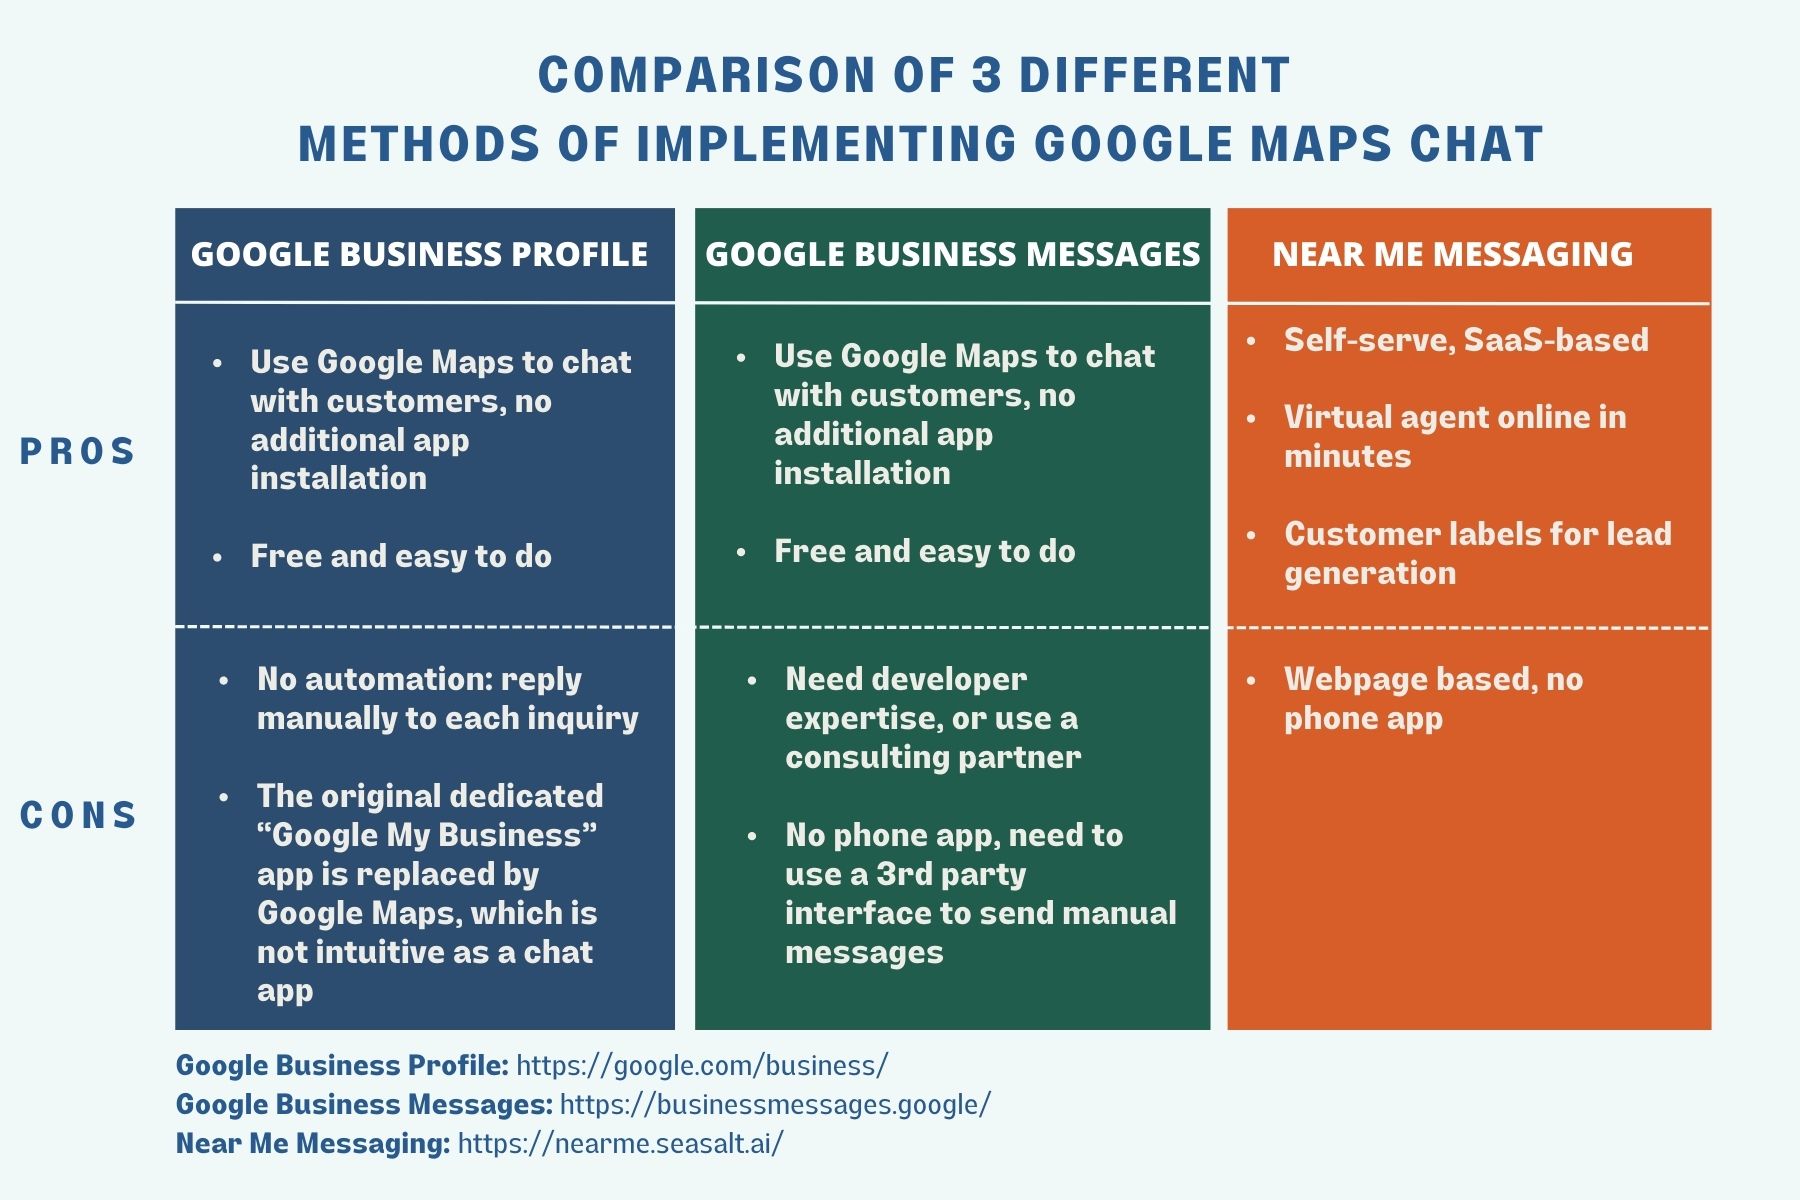 COMPARISON OF 3 DIFFERENT
METHODS OF IMPLEMENTING GOOGLE MAPS CHAT
GOOGLE BUSINESS PROFILE
GOOGLE BUSINESS MESSAGES
NEAR ME MESSAGING
PROS
• Use Google Maps to chat
with customers, no
additional app
installation
• Free and easy to do
• Use Google Maps to chat
with customers, no
additional app
installation
• Free and easy to do
• Self-serve, SaaS-based
• Virtual agent online in
minutes
• Customer labels for lead
generation
CONS
• No automation: reply
manually to each inquiry
• The original dedicated
“Google My Business”
app is replaced by
Google Maps, which is
not intuitive as a chat
app
• Need developer
expertise, or use a
consulting partner
• No phone app, need to
use a 3rd party
interface to send manual
messages
• Webpage based, no
phone app
Google Business Profile: https://google.com/business/
Google Business Messages: https://businessmessages.google/
Near Me Messaging: https://nearme.seasalt.ai/